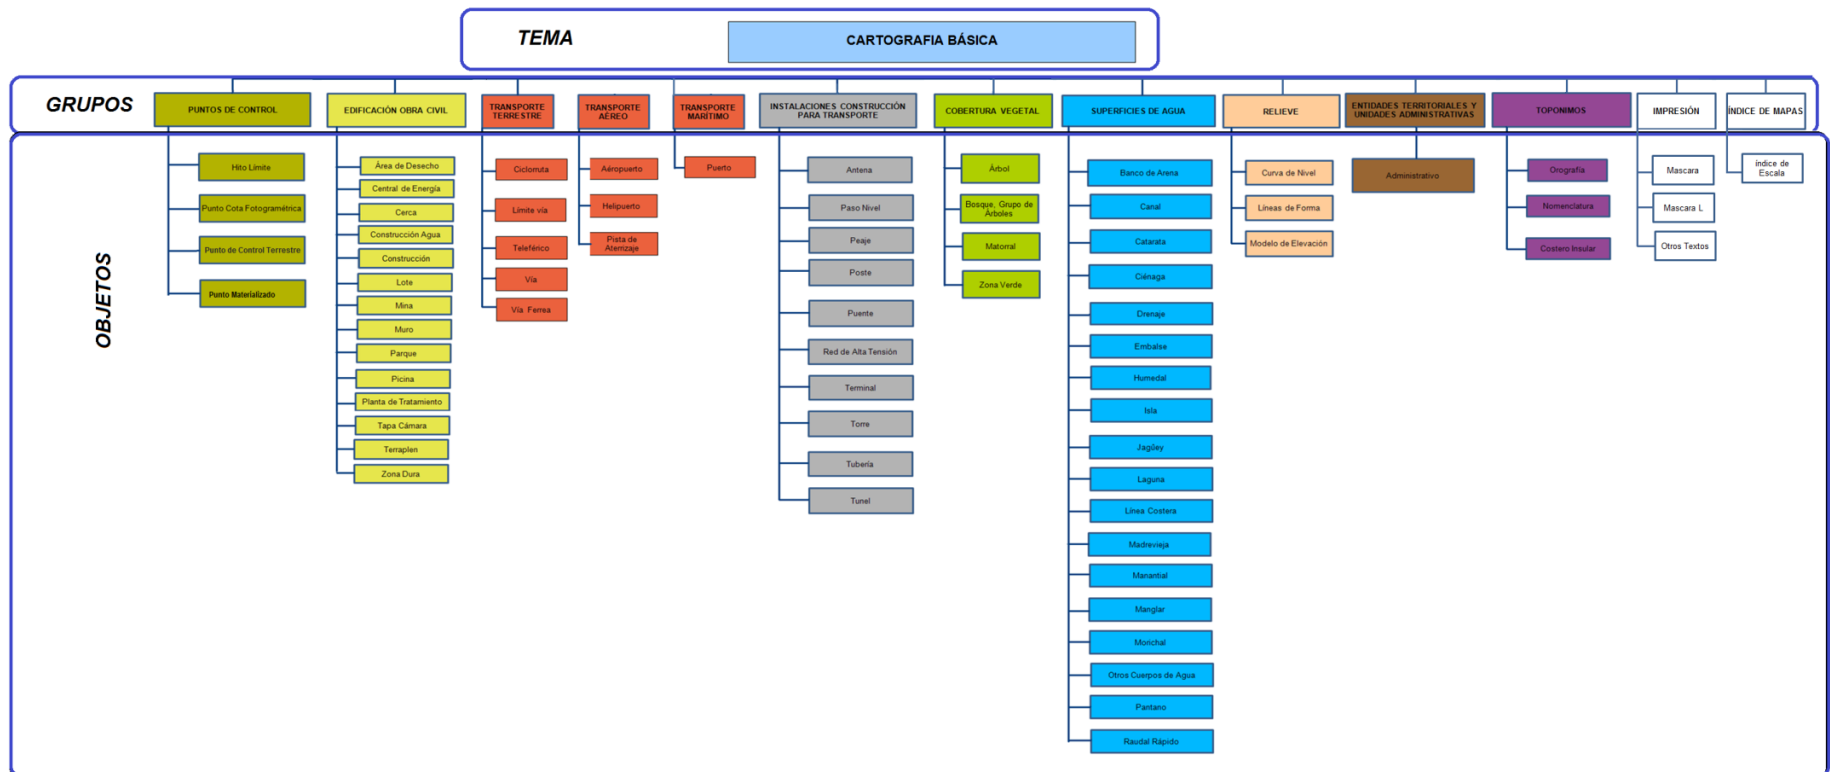 TEMA
CARTOGRAFIA BÁSICA
GRUPOS
PUNTOS DE CONTROL
EDIFICACIÓN OBRA CIVIL
TRANSPORTE
TERRESTRE
TRANSPORTE
AÉREO
TRANSPORTE
MARÍTIMO
INSTALACIONES CONSTRUCCIÓN
PARA TRANSPORTE
COBERTURA VEGETAL
SUPERFICIES DE AGUA
RELIEVE
ENTIDADES TERRITORIALES Y
UNIDADES ADMINISTRATIVAS
TOPONIMOS
IMPRESIÓN
ÍNDICE DE MAPAS
OBJETOS
Hito Límite
Punto Cota Fotogramétrica
Punto de Control Terrestre
Punto Materializado
Área de Desecho
Central de Energía
Cerca
Construcción Agua
Construcción
Lote
Mina
Muro
Parque
Picina
Planta de Tratamiento
Tapa Cámara
Terraplen
Zona Dura
Ciclorruta
Límite vía
Teleférico
Vía
Vía Ferrea
Aéropuerto
Helipuerto
Pista de
Aterrizaje
Puerto
Antena
Paso Nivel
Peaje
Poste
Puente
Red de Alta Tensión
Terminal
Torre
Tubería
Tunel
Árbol
Bosque, Grupo de
Árboles
Matorral
Zona Verde
Banco de Arena
Canal
Catarata
Ciénaga
Drenaje
Embalse
Humedal
Isla
Jagüey
Laguna
Línea Costera
Madrevieja
Manantial
Manglar
Morichal
Otros Cuerpos de Agua
Pantano
Raudal Rápido
Curva de Nivel
Líneas de Forma
Modelo de Elevación
Administrativo
Orografía
Nomenclatura
Costero Insular
Mascara
Mascara L
Otros Textos
índice de
Escala